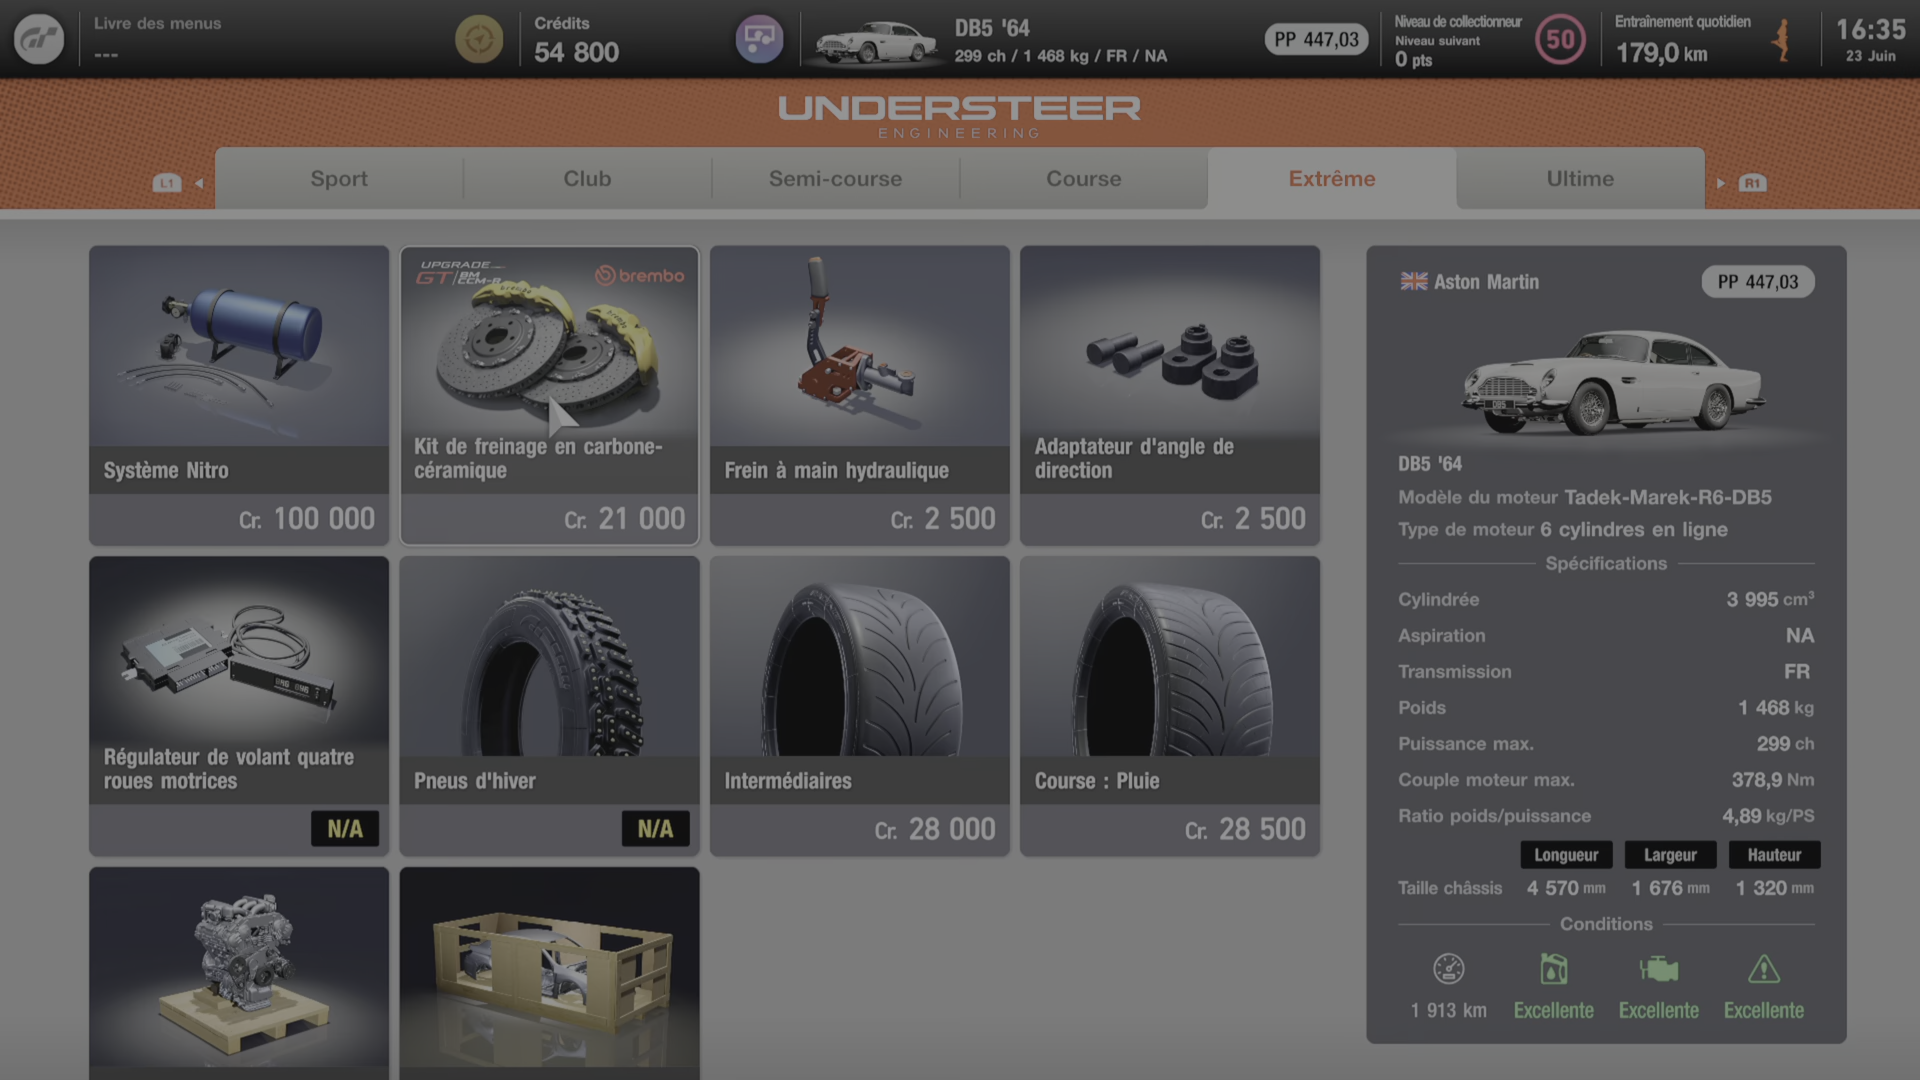 Livre des menus
---
Crédits
54 800
DB5 '64
299 ch / 1 468 kg / FR / NA
PP 447,03
Niveau de collectionneur
Niveau suivant
0 pts
50
Entraînement quotidien
179,0 km
16:35
23 Juin
UNDERSTEER
ENGINEERING
L1
Sport
Club
Semi-course
Course
Extrême
Ultime
R1
Système Nitro
Cr. 100 000
UPGRADE
GT BM CCM-R
brembo
Kit de freinage en carbone-
céramique
Cr. 21 000
Frein à main hydraulique
Cr. 2 500
Adaptateur d'angle de
direction
Cr. 2 500
Régulateur de volant quatre
roues motrices
N/A
Pneus d'hiver
N/A
Intermédiaires
Cr. 28 000
Course : Pluie
Cr. 28 500
Aston Martin
PP 447,03
DB5
DB5 '64
Modèle du moteur Tadek-Marek-R6-DB5
Type de moteur 6 cylindres en ligne
Spécifications
Cylindrée 3 995 cm³
Aspiration NA
Transmission FR
Poids 1 468 kg
Puissance max. 299 ch
Couple moteur max. 378,9 Nm
Ratio poids/puissance 4,89 kg/PS
Longueur Largeur Hauteur
Taille châssis 4 570 mm 1 676 mm 1 320 mm
Conditions
1 913 km Excellente Excellente Excellente